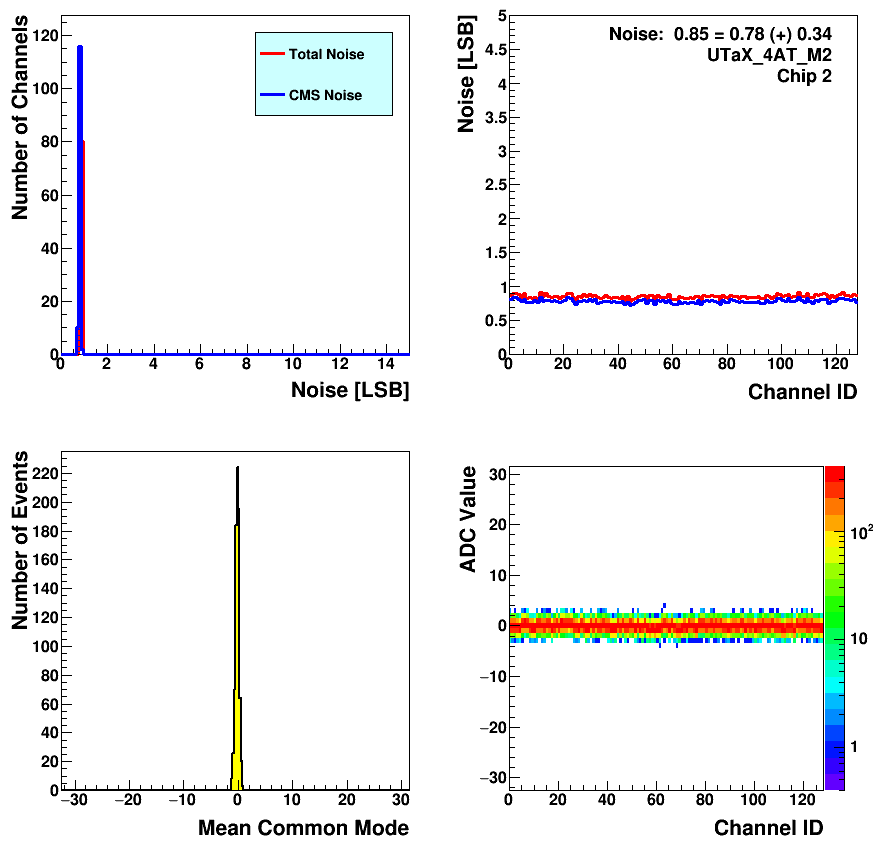 Number of Channels
120
100
80
60
40
20
0
0 2 4 6 8 10 12 14
Noise [LSB]
Total Noise
CMS Noise
Noise [LSB]
5
4.5
4
3.5
3
2.5
2
1.5
1
0.5
0
0 20 40 60 80 100 120
Channel ID
Noise: 0.85 = 0.78 (+) 0.34
UTaX_4AT_M2
Chip 2
Number of Events
220
200
180
160
140
120
100
80
60
40
20
0
−30 −20 −10 0 10 20 30
Mean Common Mode
ADC Value
30
20
10
0
−10
−20
−30
0 20 40 60 80 100 120
Channel ID
10²
10
1